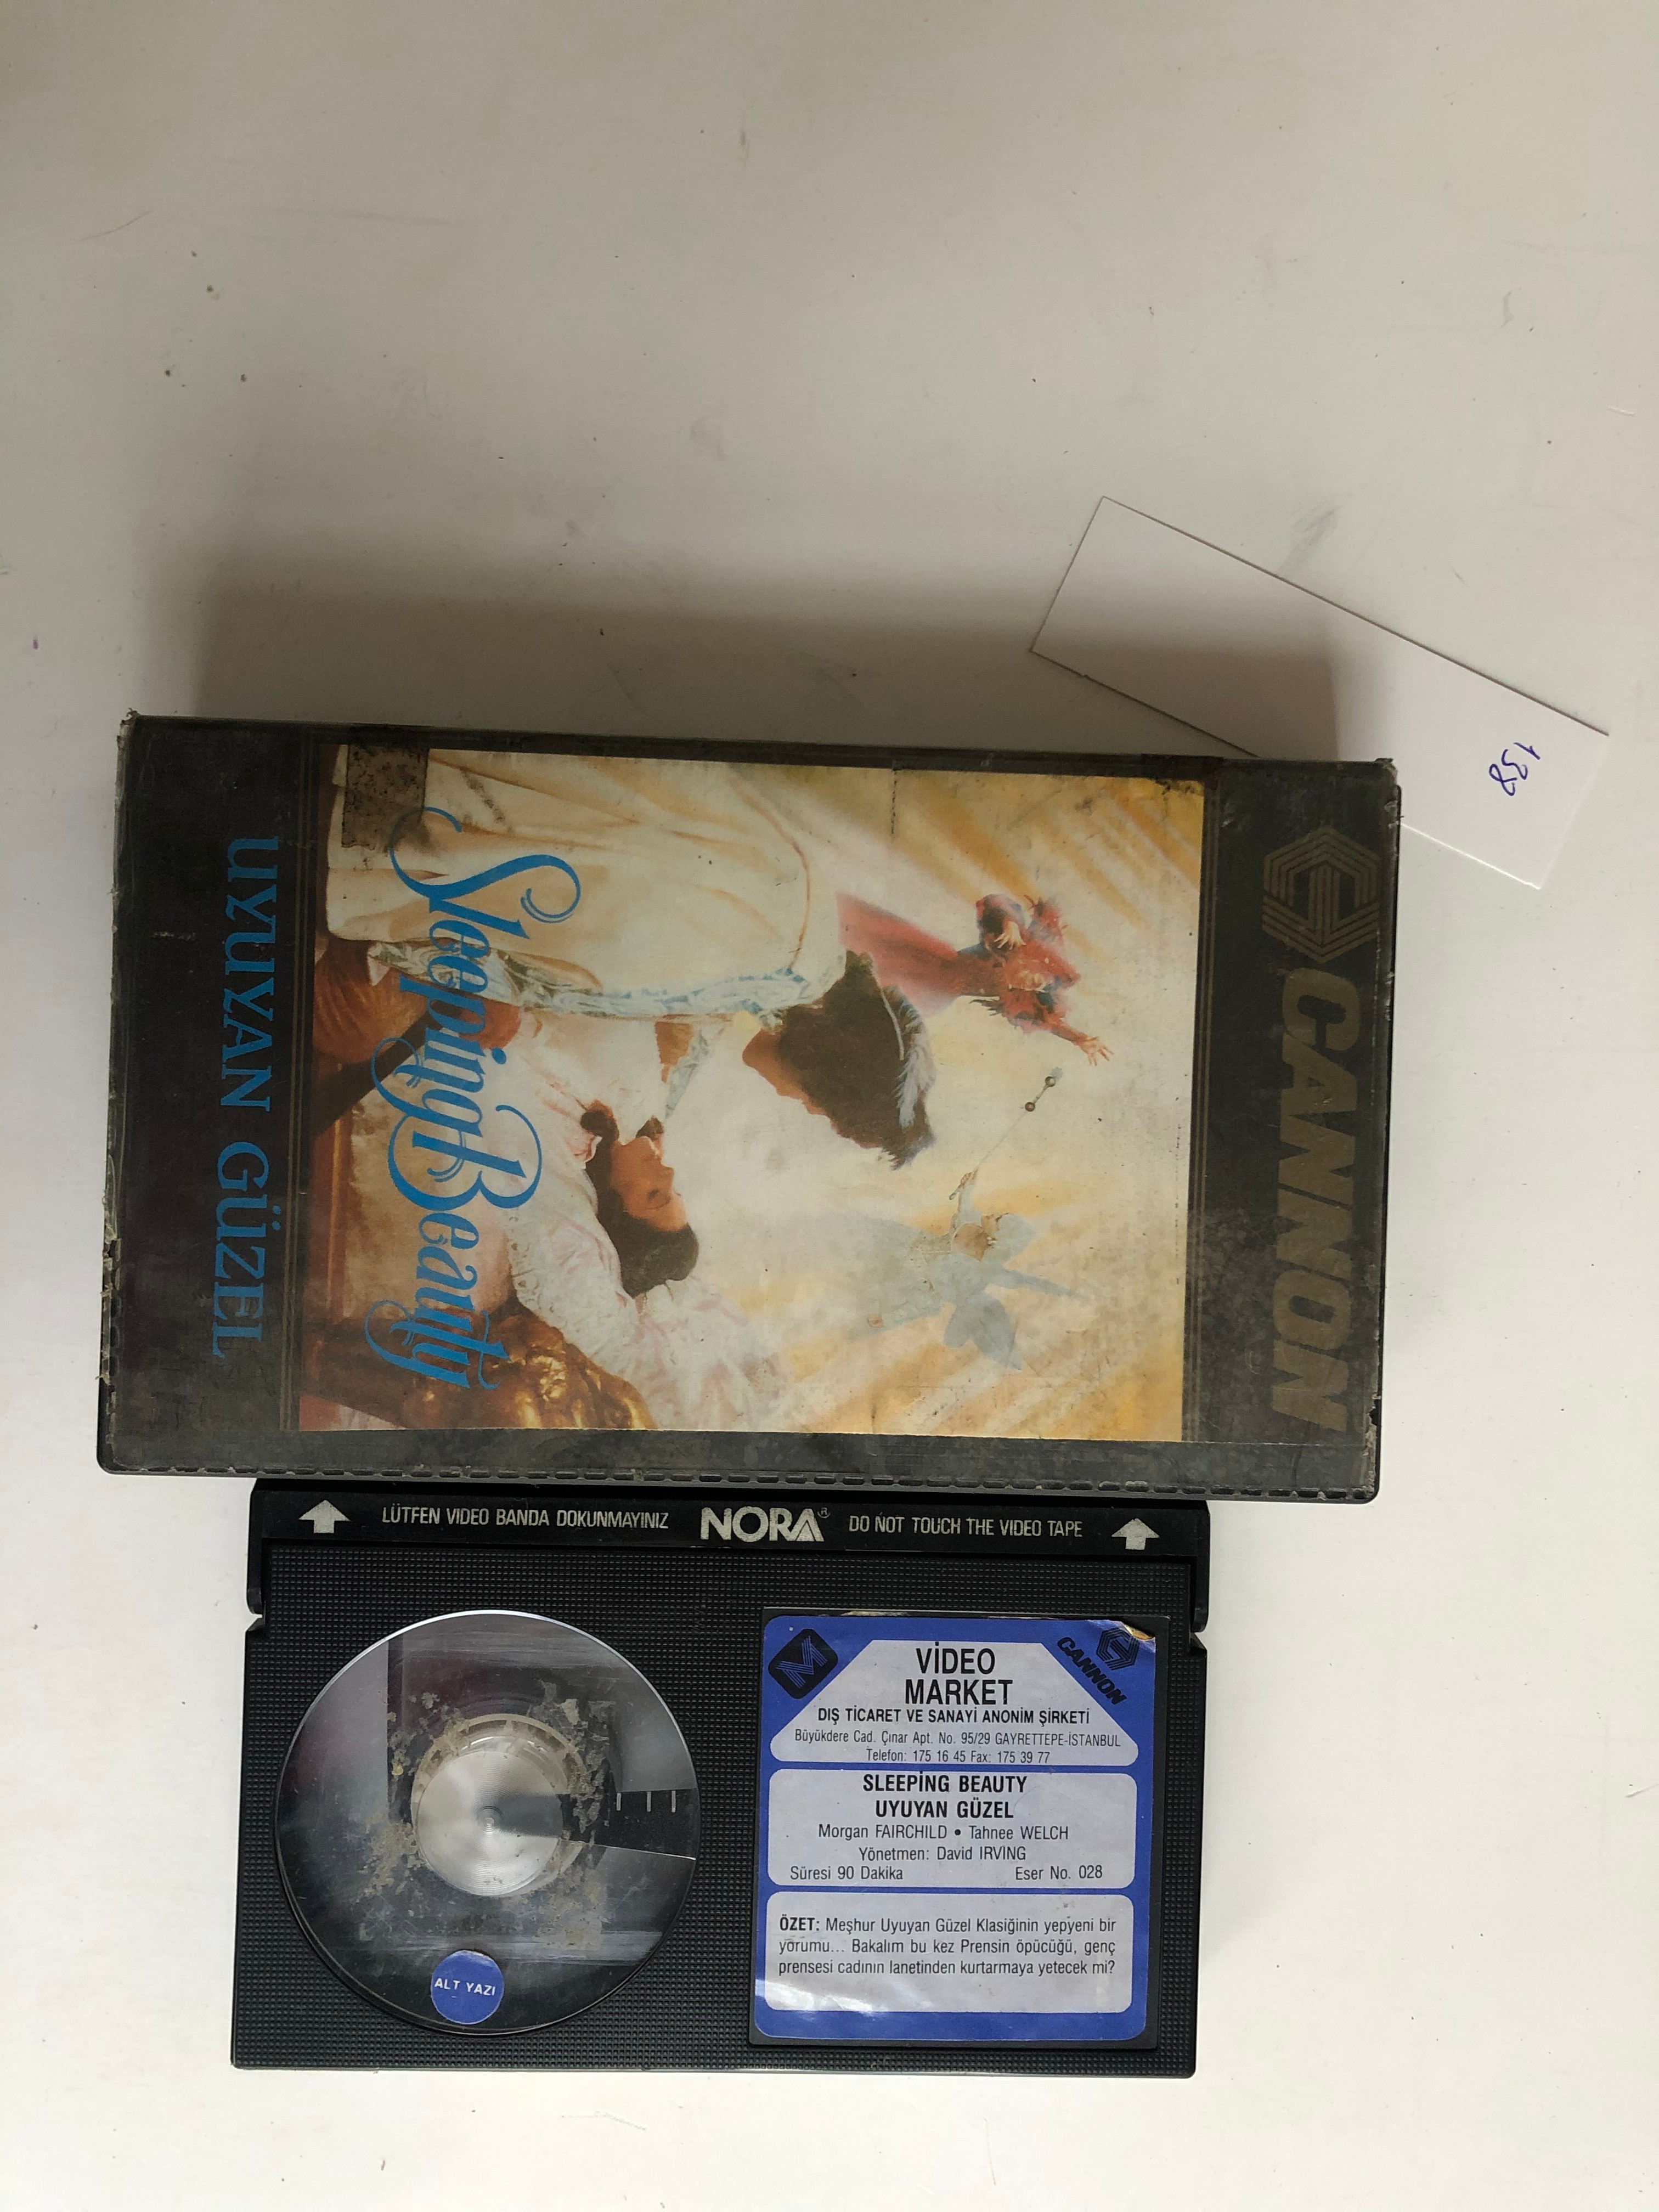 138
CANNON
Sleeping Beauty
UYUYAN GÜZEL
LÜTFEN VIDEO BANDA DOKUNMAYINIZ NORA® DO NOT TOUCH THE VIDEO TAPE
M
CANNON
VİDEO
MARKET
DIŞ TİCARET VE SANAYİ ANONİM ŞİRKETİ
Büyükdere Cad. Çınar Apt. No. 95/29 GAYRETTEPE-İSTANBUL
Telefon: 175 16 45 Fax: 175 39 77
SLEEPİNG BEAUTY
UYUYAN GÜZEL
Morgan FAIRCHILD • Tahnee WELCH
Yönetmen: David IRVING
Süresi 90 Dakika Eser No. 028
ÖZET: Meşhur Uyuyan Güzel Klasiğinin yepyeni bir
yorumu... Bakalım bu kez Prensin öpücüğü, genç
prensesi cadının lanetinden kurtarmaya yetecek mi?
ALT YAZI